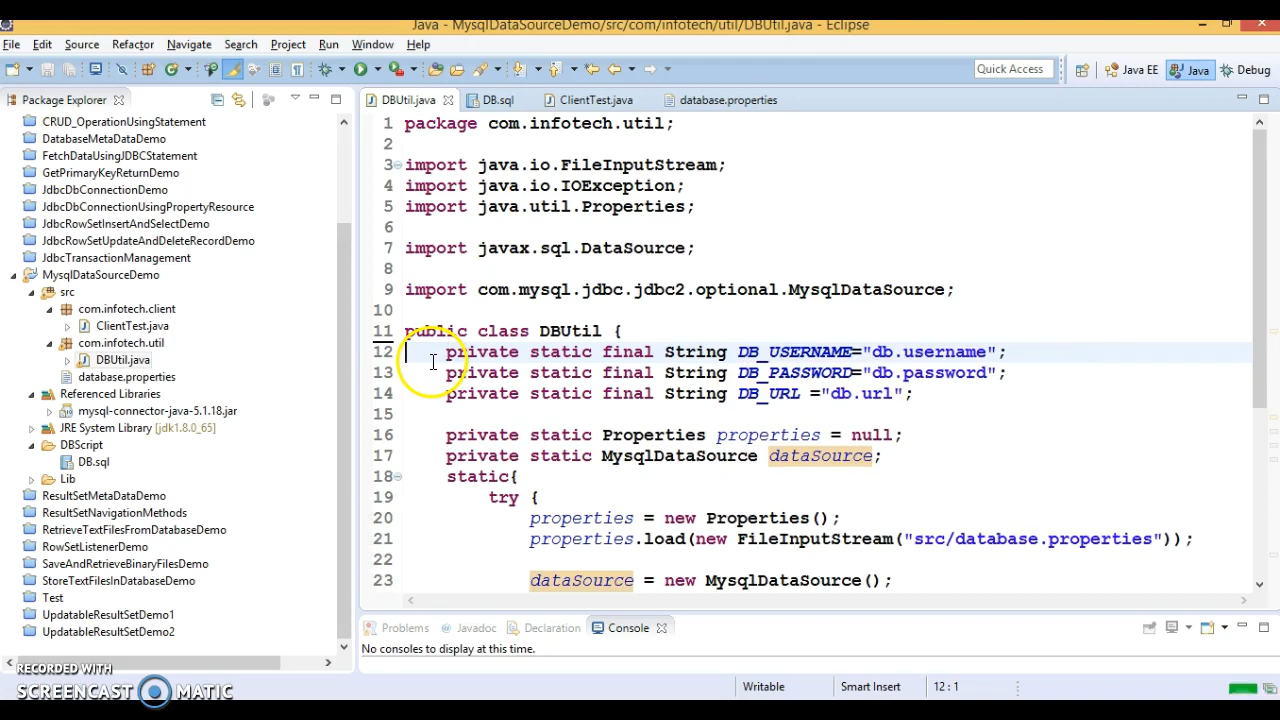 Java - MysqlDataSourceDemo/src/com/infotech/util/DBUtil.java - Eclipse
File Edit Source Refactor Navigate Search Project Run Window Help
Quick Access Java EE Java Debug
Package Explorer
CRUD_OperationUsingStatement
DatabaseMetaDataDemo
FetchDataUsingJDBCStatement
GetPrimaryKeyReturnDemo
JdbcDbConnectionDemo
JdbcDbConnectionUsingPropertyResource
JdbcRowSetInsertAndSelectDemo
JdbcRowSetUpdateAndDeleteRecordDemo
JdbcTransactionManagement
MysqlDataSourceDemo
src
com.infotech.client
ClientTest.java
com.infotech.util
DBUtil.java
database.properties
Referenced Libraries
mysql-connector-java-5.1.18.jar
JRE System Library [jdk1.8.0_65]
DBScript
DB.sql
Lib
ResultSetMetaDataDemo
ResultSetNavigationMethods
RetrieveTextFilesFromDatabaseDemo
RowSetListenerDemo
SaveAndRetrieveBinaryFilesDemo
StoreTextFilesInDatabaseDemo
Test
UpdatableResultSetDemo1
UpdatableResultSetDemo2
DBUtil.java DB.sql ClientTest.java database.properties
1 package com.infotech.util;
2
3 import java.io.FileInputStream;
4 import java.io.IOException;
5 import java.util.Properties;
6
7 import javax.sql.DataSource;
8
9 import com.mysql.jdbc.jdbc2.optional.MysqlDataSource;
10
11 public class DBUtil {
12 private static final String DB_USERNAME="db.username";
13 private static final String DB_PASSWORD="db.password";
14 private static final String DB_URL ="db.url";
15
16 private static Properties properties = null;
17 private static MysqlDataSource dataSource;
18 static{
19 try {
20 properties = new Properties();
21 properties.load(new FileInputStream("src/database.properties"));
22
23 dataSource = new MysqlDataSource();
Problems Javadoc Declaration Console
No consoles to display at this time.
Writable Smart Insert 12 : 1
RECORDED WITH
SCREENCAST MATIC